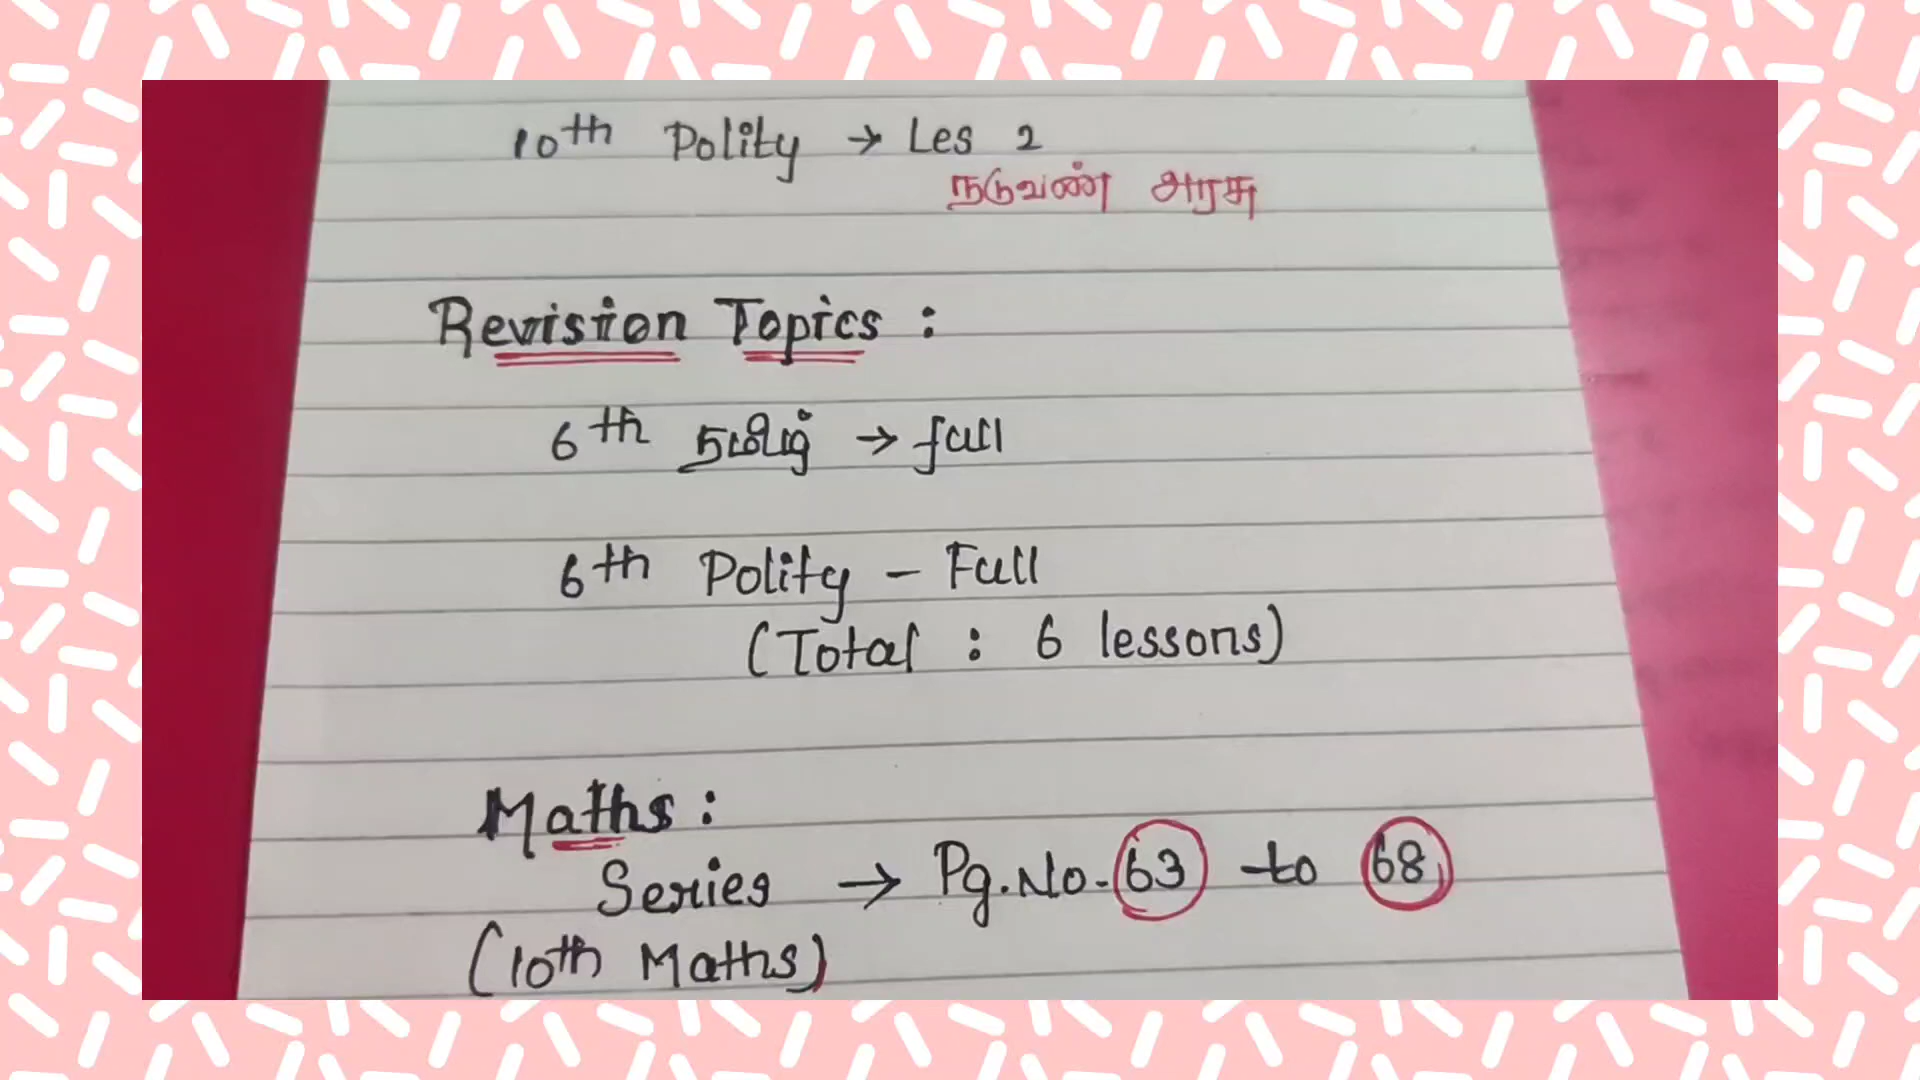 10th Polity → Les 2
நடுவண் அரசு
Revision Topics :
6th தமிழ் → full
6th Polity - Full
(Total : 6 lessons)
Maths :
Series → Pg.No.63 to 68
(10th Maths)